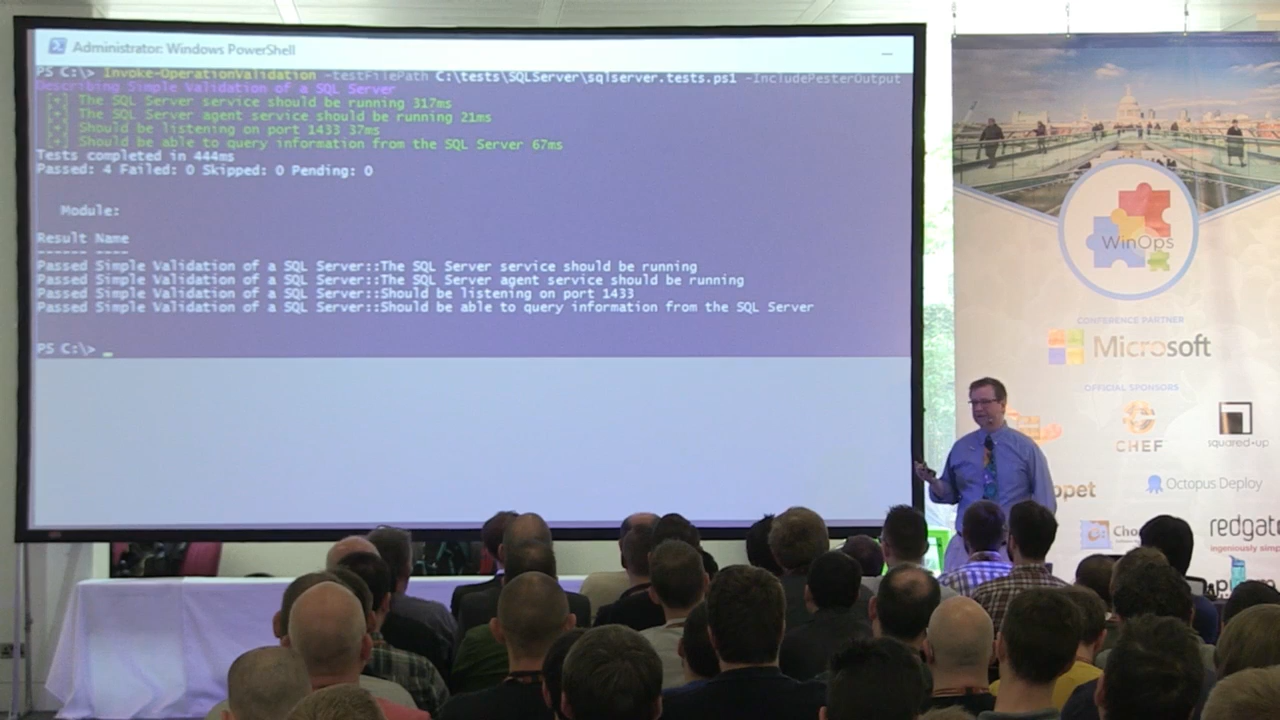 Administrator: Windows PowerShell
PS C:\> Invoke-OperationValidation -testFilePath C:\tests\SQLServer\sqlserver.tests.ps1 -IncludePesterOutput
Describing Simple Validation of a SQL Server
[+] The SQL Server service should be running 317ms
[+] The SQL Server agent service should be running 21ms
[+] Should be listening on port 1433 37ms
[+] Should be able to query information from the SQL Server 67ms
Tests completed in 444ms
Passed: 4 Failed: 0 Skipped: 0 Pending: 0
Module:
Result Name
------ ----
Passed Simple Validation of a SQL Server::The SQL Server service should be running
Passed Simple Validation of a SQL Server::The SQL Server agent service should be running
Passed Simple Validation of a SQL Server::Should be listening on port 1433
Passed Simple Validation of a SQL Server::Should be able to query information from the SQL Server
PS C:\> _
WinOps
CONFERENCE PARTNER
Microsoft
OFFICIAL SPONSORS
CHEF
squared-up
ppet
Octopus Deploy
Cho
redgate
ingeniously simp